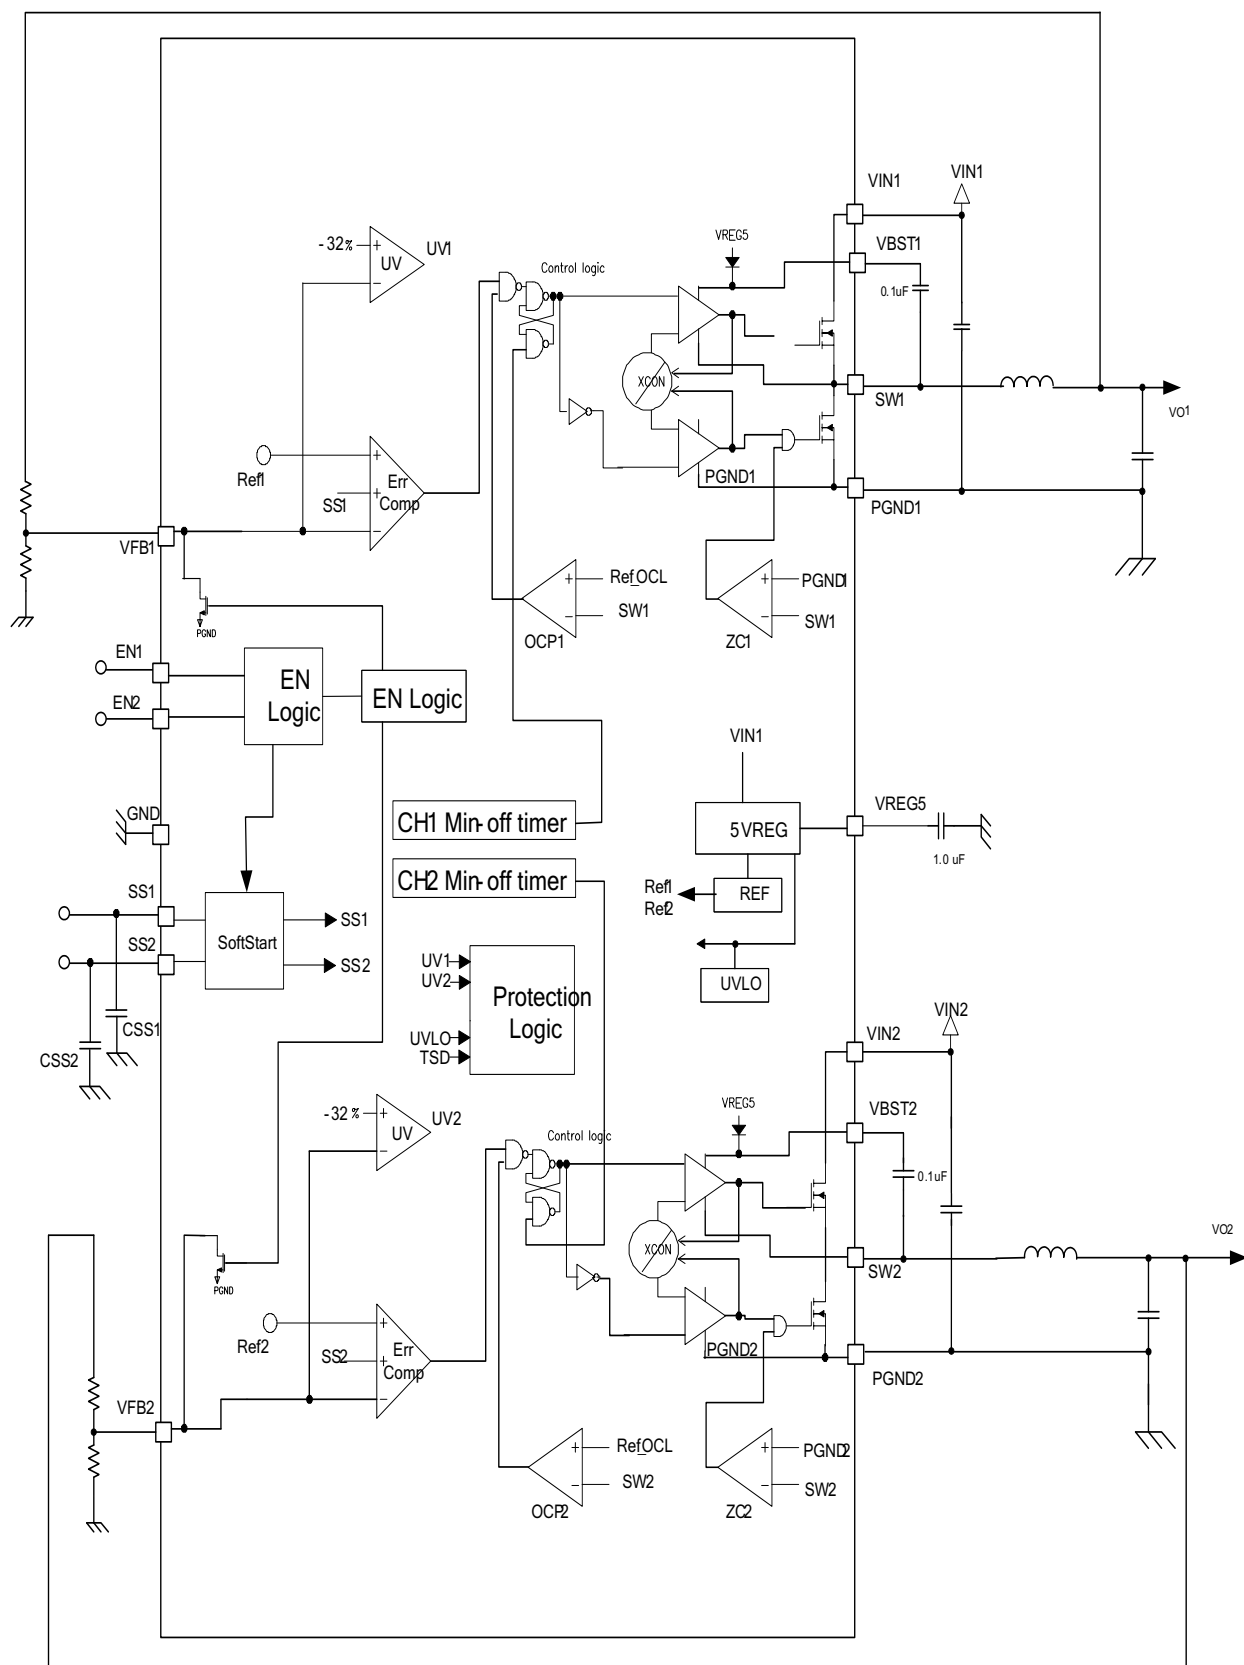 VIN1
VIN1
-32%
UV1
UV
VREG5
VBST1
Control logic
0.1uF
XCON
SW1
VO1
Ref1
Err
Comp
SS1
PGND1
PGND1
VFB1
Ref_OCL
SW1
OCP1
PGND1
SW1
ZC1
PGND
EN1
EN
Logic
EN Logic
EN2
VIN1
GND
CH1 Min-off timer
5VREG
VREG5
1.0 uF
CH2 Min-off timer
Ref1
Ref2
REF
SS1
SS1
SoftStart
SS2
SS2
UV1
UV2
Protection
Logic
UVLO
TSD
UVLO
CSS1
CSS2
VIN2
VIN2
-32%
UV2
UV
VREG5
VBST2
Control logic
0.1uF
XCON
SW2
VO2
PGND
Ref2
Err
Comp
SS2
PGND2
PGND2
VFB2
Ref_OCL
SW2
OCP2
PGND2
SW2
ZC2